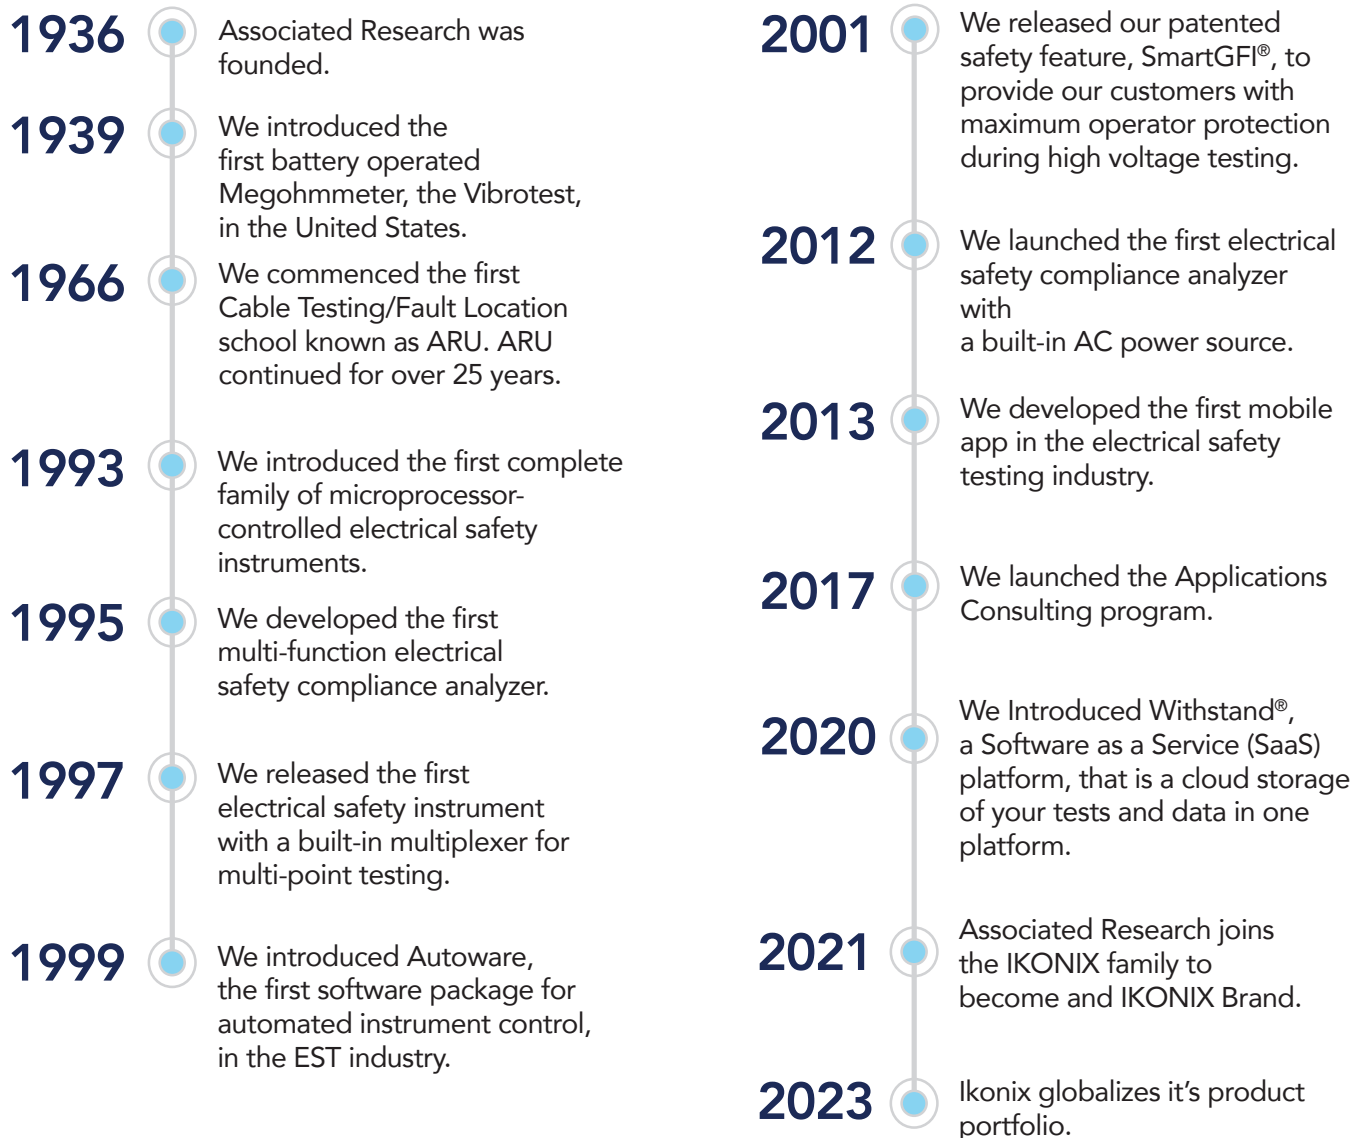 1936
Associated Research was
founded.
1939
We introduced the
first battery operated
Megohmmeter, the Vibrotest,
in the United States.
1966
We commenced the first
Cable Testing/Fault Location
school known as ARU. ARU
continued for over 25 years.
1993
We introduced the first complete
family of microprocessor-
controlled electrical safety
instruments.
1995
We developed the first
multi-function electrical
safety compliance analyzer.
1997
We released the first
electrical safety instrument
with a built-in multiplexer for
multi-point testing.
1999
We introduced Autoware,
the first software package for
automated instrument control,
in the EST industry.
2001
We released our patented
safety feature, SmartGFI®, to
provide our customers with
maximum operator protection
during high voltage testing.
2012
We launched the first electrical
safety compliance analyzer
with
a built-in AC power source.
2013
We developed the first mobile
app in the electrical safety
testing industry.
2017
We launched the Applications
Consulting program.
2020
We Introduced Withstand®,
a Software as a Service (SaaS)
platform, that is a cloud storage
of your tests and data in one
platform.
2021
Associated Research joins
the IKONIX family to
become and IKONIX Brand.
2023
Ikonix globalizes it’s product
portfolio.